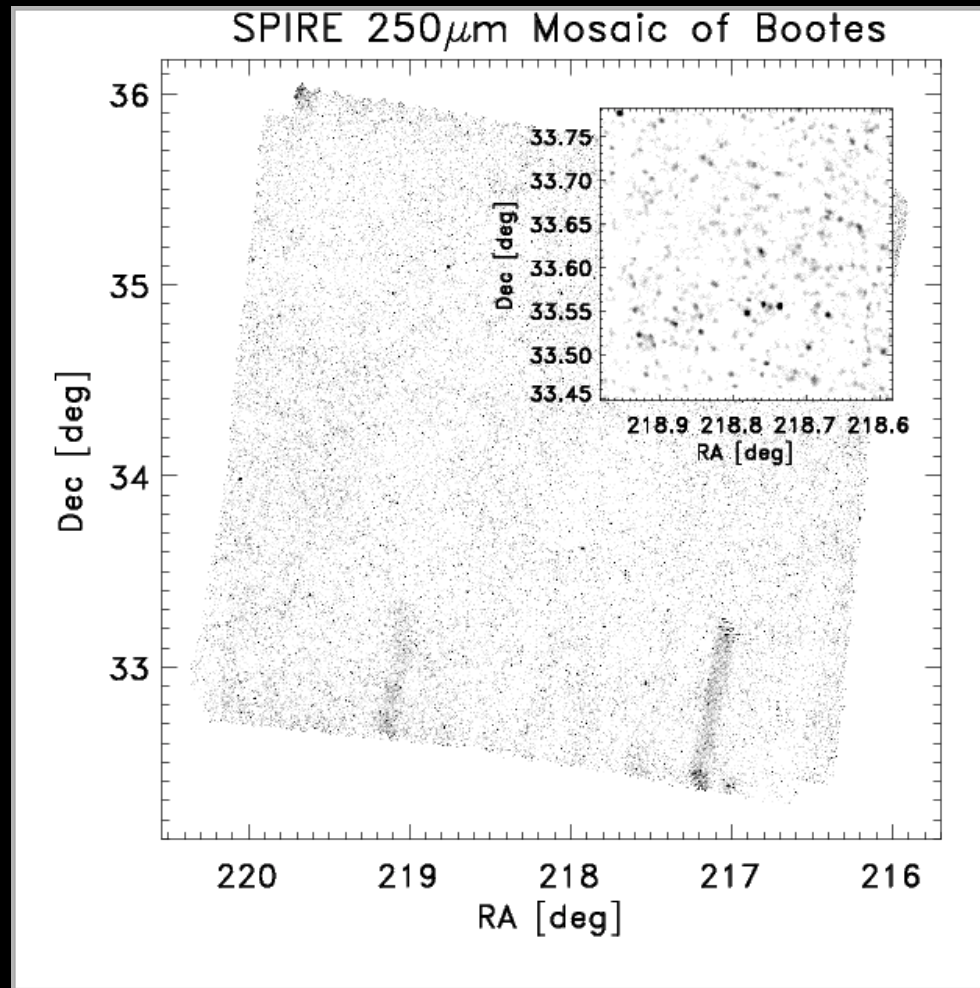 SPIRE 250μm Mosaic of Bootes
36
35
34
33
Dec [deg]
220 219 218 217 216
RA [deg]
33.75
33.70
33.65
33.60
33.55
33.50
33.45
Dec [deg]
218.9 218.8 218.7 218.6
RA [deg]